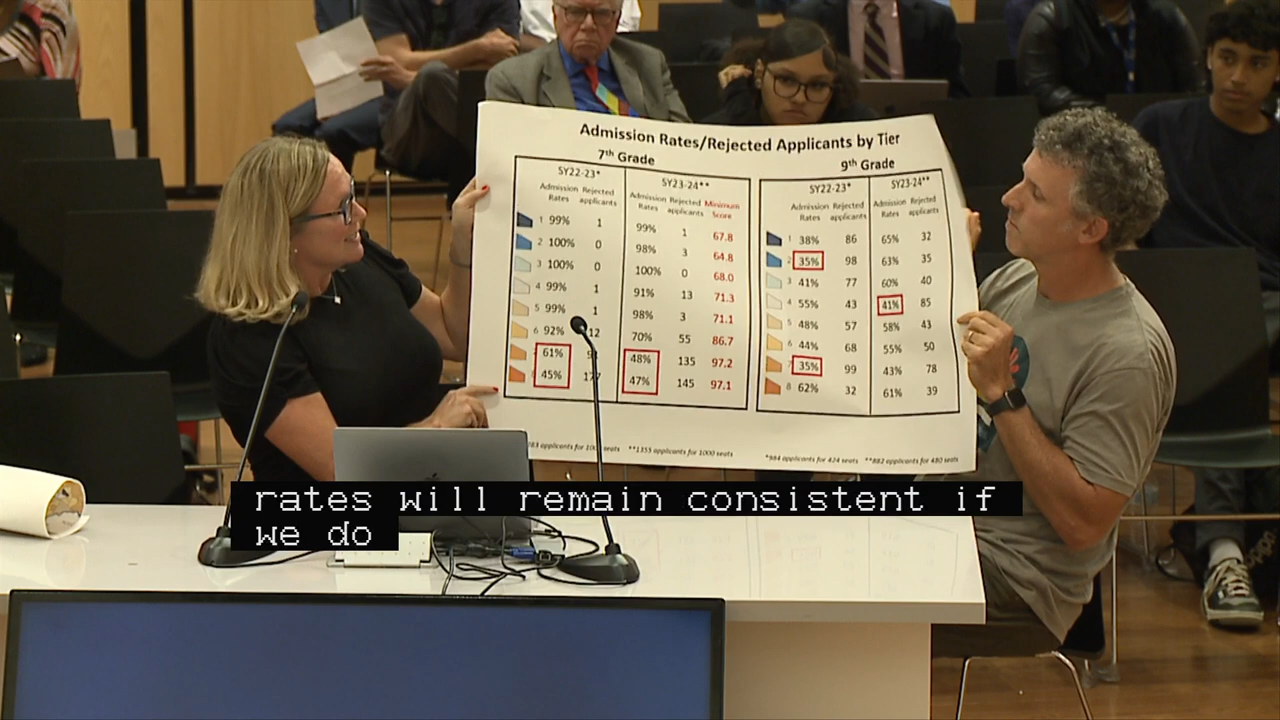 Admission Rates/Rejected Applicants by Tier
7th Grade
SY22-23* SY23-24**
Admission Rates Rejected applicants Admission Rates Rejected applicants Minimum Score
1 99% 1 99% 1 67.8
2 100% 0 98% 3 64.8
3 100% 0 100% 0 68.0
4 99% 1 91% 13 71.3
5 99% 1 98% 3 71.1
6 92% 12 70% 55 86.7
61% 48% 135 97.2
45% 177 47% 145 97.1
applicants for seats **1355 applicants for 1000 seats
9th Grade
SY22-23* SY23-24**
Admission Rates Rejected applicants Admission Rates Rejected applicants
1 38% 86 65% 32
2 35% 98 63% 35
3 41% 77 60% 40
4 55% 43 41% 85
5 48% 57 58% 43
6 44% 68 55% 50
7 35% 99 43% 78
8 62% 32 61% 39
*984 applicants for 424 seats **882 applicants for 480 seats
rates will remain consistent if
we do